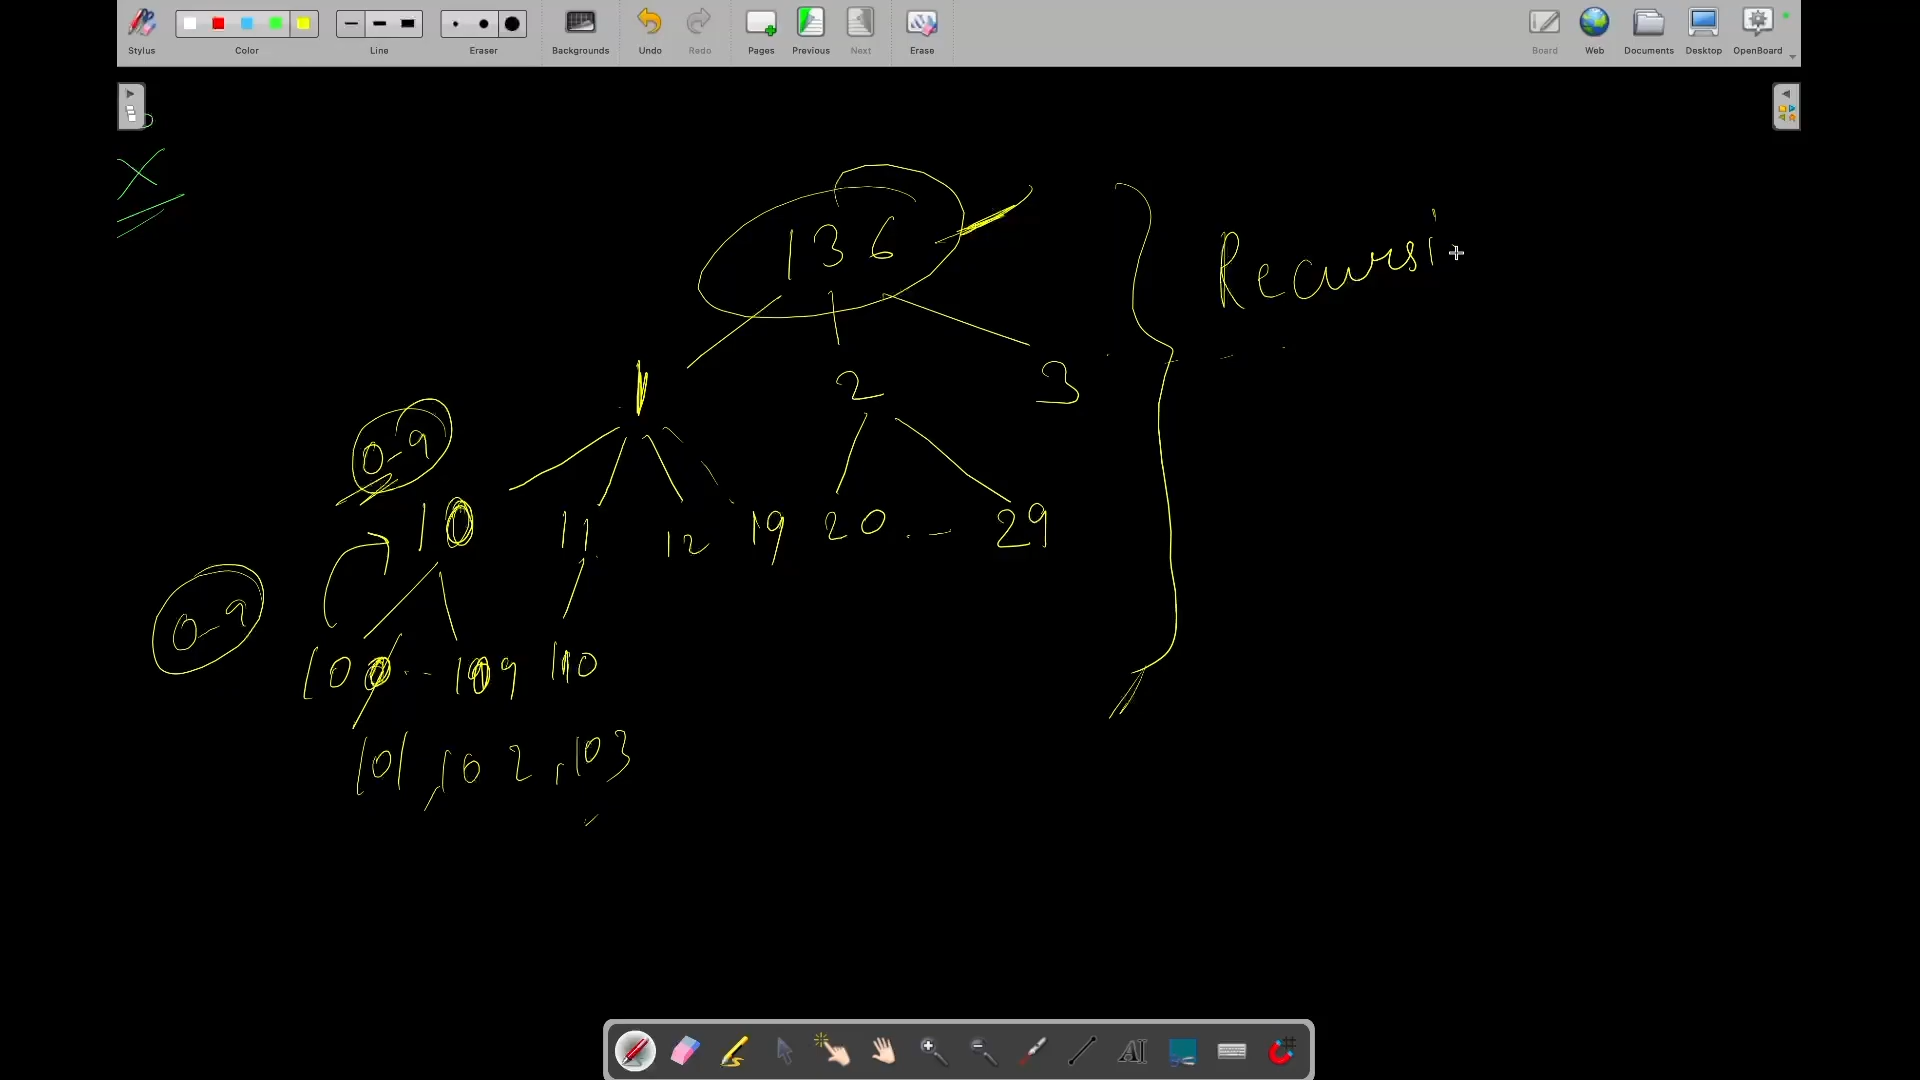 Stylus Color Line Eraser Backgrounds Undo Redo Pages Previous Next Erase Board Web Documents Desktop OpenBoard
X
136
Recursi
1 2 3
0-9
10 11 12 19 20 . - 29
0-9
100 .. 109 110
101, 102, 103
AI